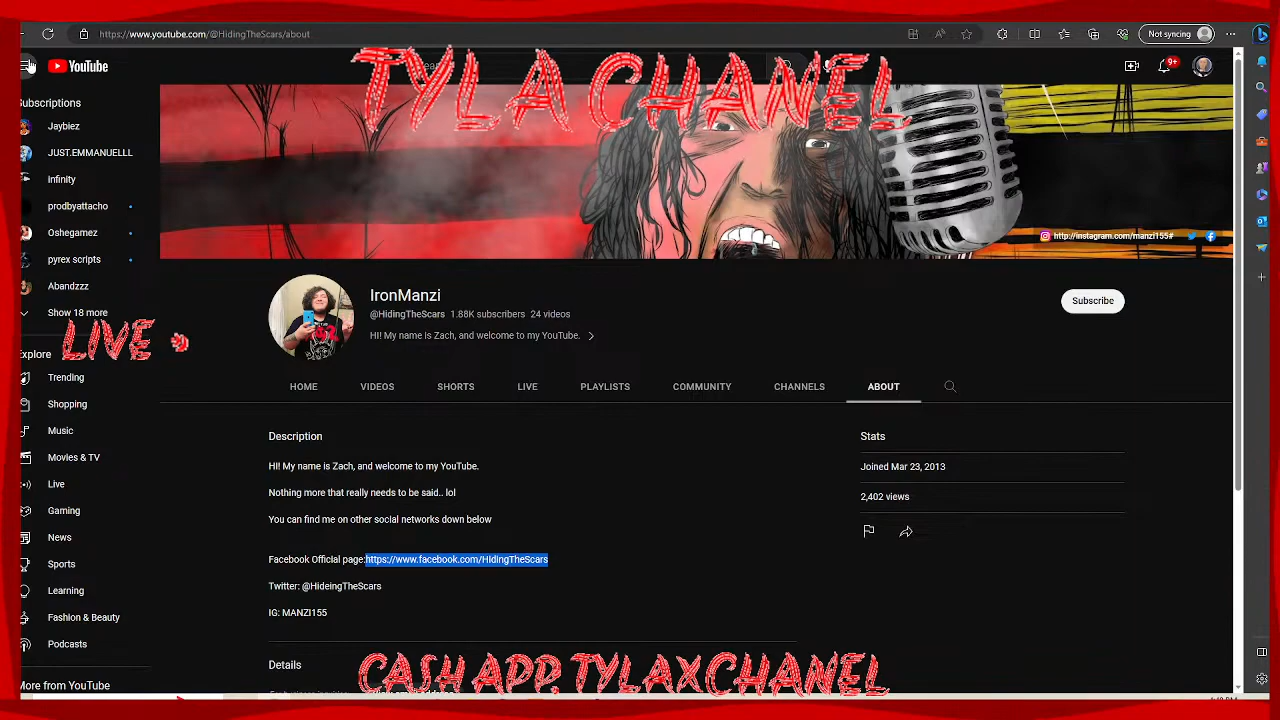 https://www.youtube.com/@HidingTheScars/about
Not syncing
TYLA CHANEL
YouTube
9+
Subscriptions
Jaybiez
JUST.EMMANUELLL
Infinity
prodbyattacho
Oshegamez
pyrex scripts
Abandzzz
Show 18 more
LIVE
Explore
Trending
Shopping
Music
Movies & TV
Live
Gaming
News
Sports
Learning
Fashion & Beauty
Podcasts
More from YouTube
http://instagram.com/manzi155#
IronManzi
@HidingTheScars 1.88K subscribers 24 videos
HI! My name is Zach, and welcome to my YouTube.
Subscribe
HOME VIDEOS SHORTS LIVE PLAYLISTS COMMUNITY CHANNELS ABOUT
Description
HI! My name is Zach, and welcome to my YouTube.
Nothing more that really needs to be said.. lol
You can find me on other social networks down below
Facebook Official page:https://www.facebook.com/HIdingTheScars
Twitter: @HideingTheScars
IG: MANZI155
Details
Stats
Joined Mar 23, 2013
2,402 views
CASH APP. TYLAXCHANEL